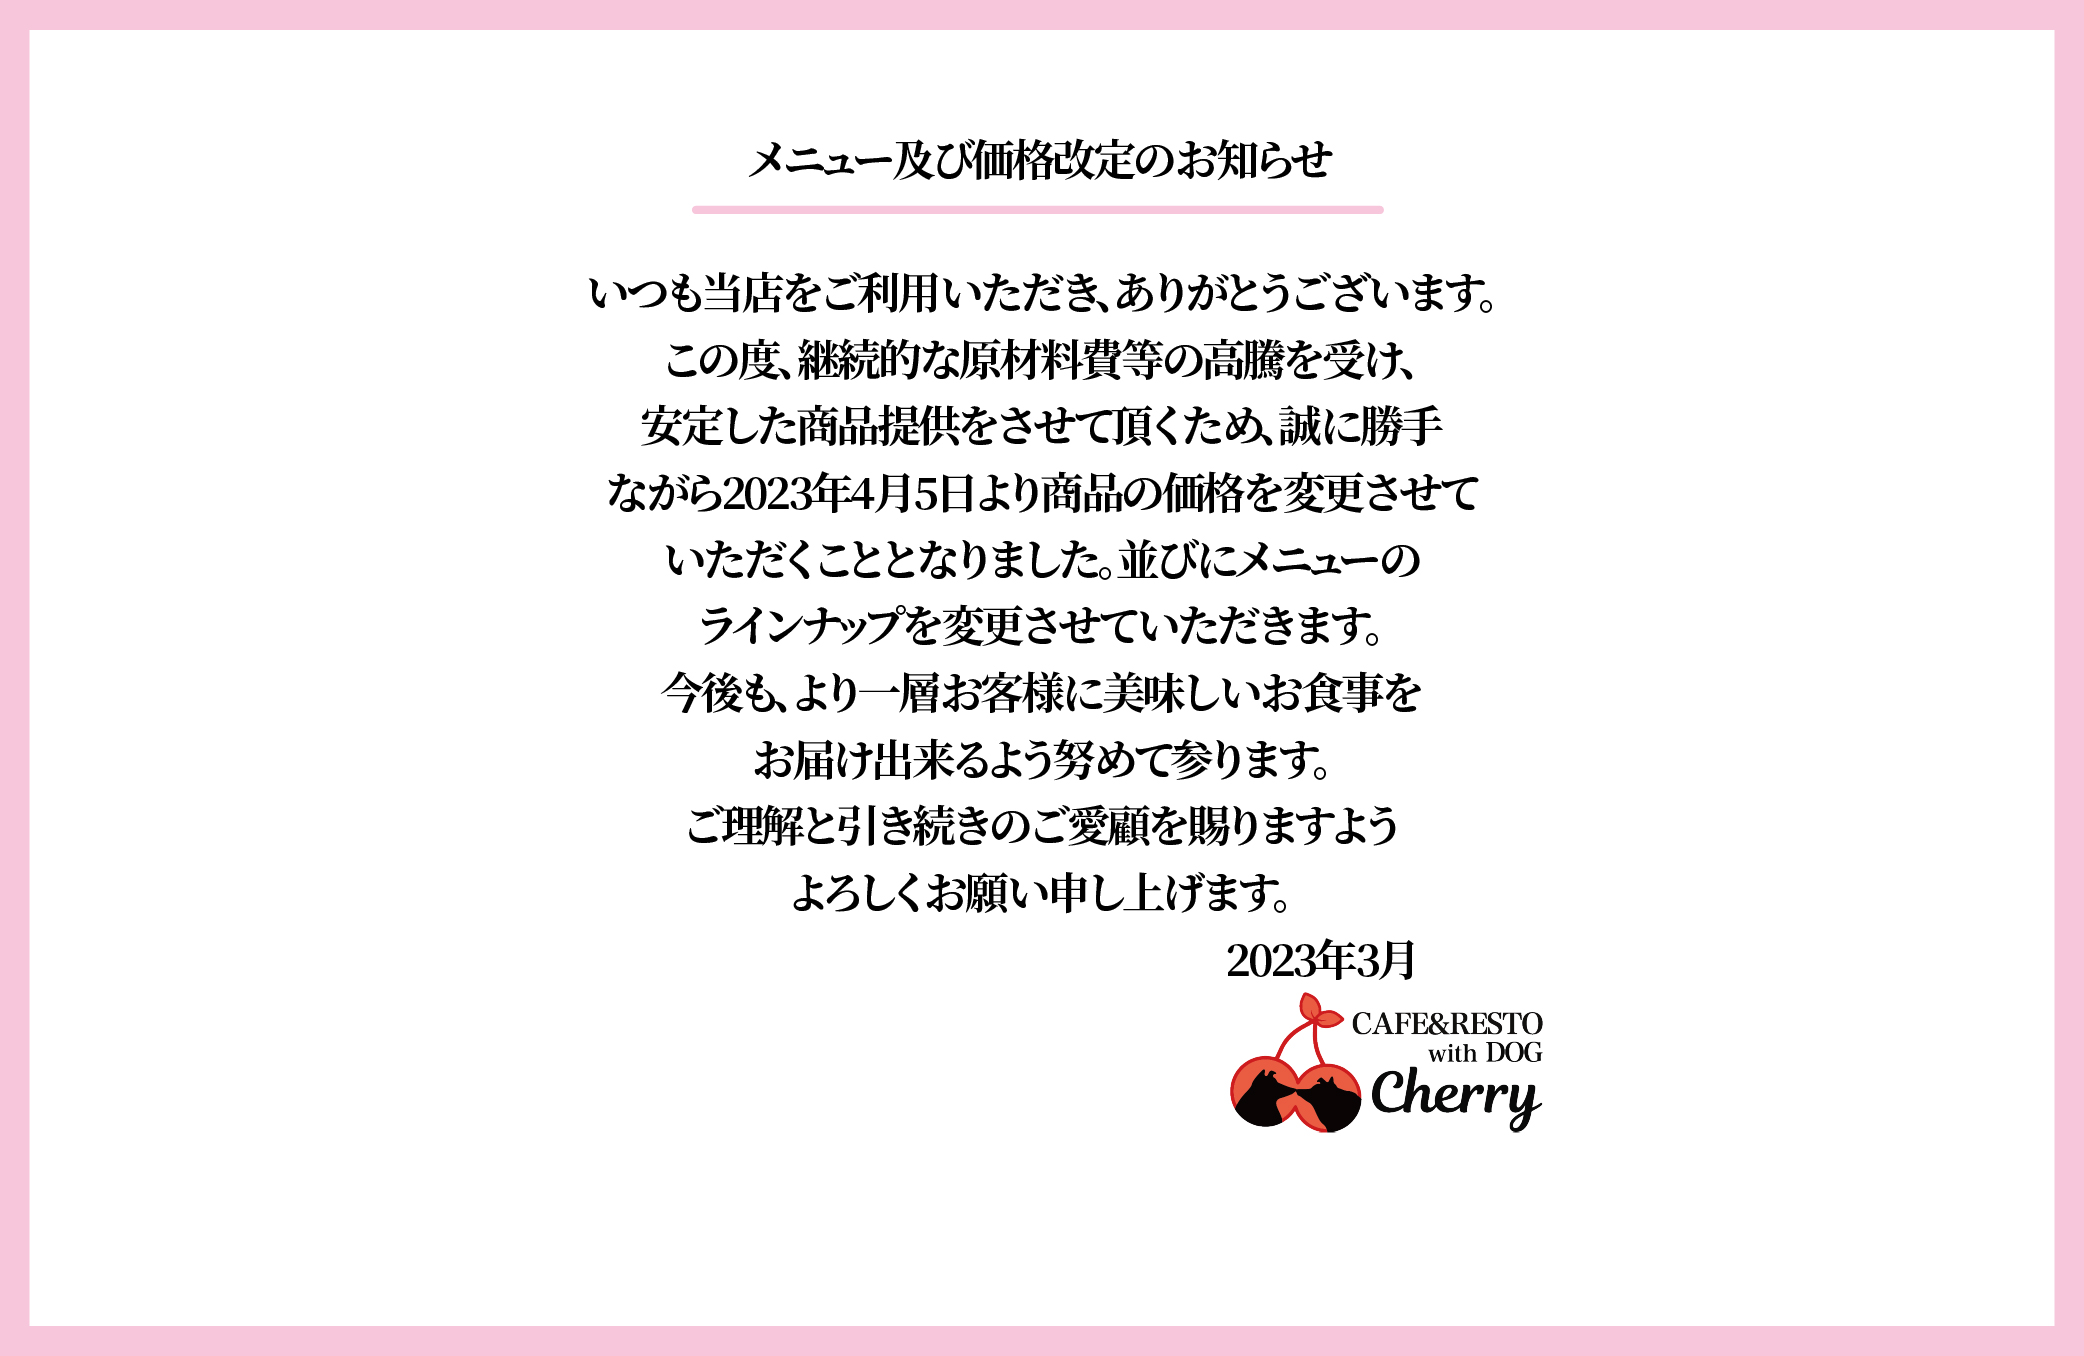 メニュー及び価格改定のお知らせ
いつも当店をご利用いただき、ありがとうございます。
この度、継続的な原材料費等の高騰を受け、
安定した商品提供をさせて頂くため、誠に勝手
ながら2023年4月5日より商品の価格を変更させて
いただくこととなりました。並びにメニューの
ラインナップを変更させていただきます。
今後も、より一層お客様に美味しいお食事を
お届け出来るよう努めて参ります。
ご理解と引き続きのご愛顧を賜りますよう
よろしくお願い申し上げます。
2023年3月
CAFE&RESTO
with DOG
Cherry